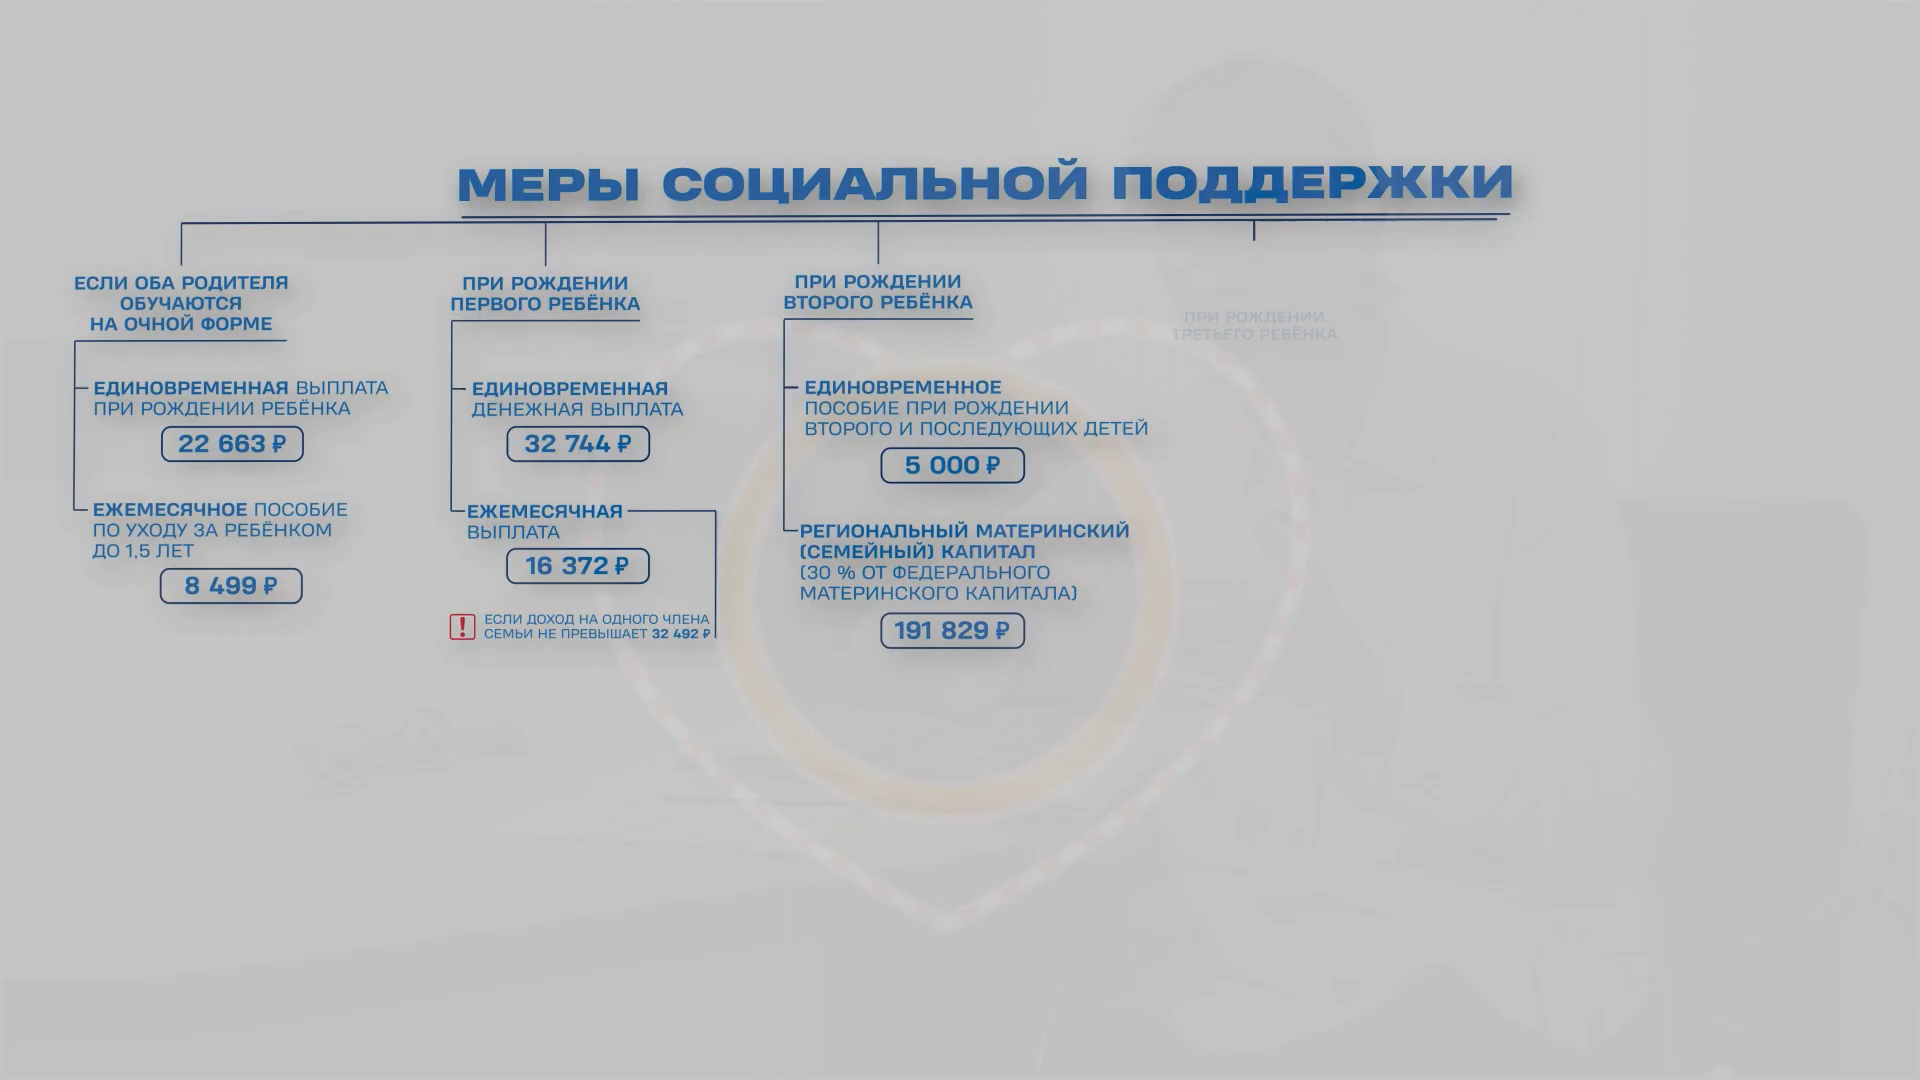 МЕРЫ СОЦИАЛЬНОЙ ПОДДЕРЖКИ
ЕСЛИ ОБА РОДИТЕЛЯ
ОБУЧАЮТСЯ
НА ОЧНОЙ ФОРМЕ
ЕДИНОВРЕМЕННАЯ ВЫПЛАТА
ПРИ РОЖДЕНИИ РЕБЁНКА
22 663 ₽
ЕЖЕМЕСЯЧНОЕ ПОСОБИЕ
ПО УХОДУ ЗА РЕБЁНКОМ
ДО 1,5 ЛЕТ
8 499 ₽
ПРИ РОЖДЕНИИ
ПЕРВОГО РЕБЁНКА
ЕДИНОВРЕМЕННАЯ
ДЕНЕЖНАЯ ВЫПЛАТА
32 744 ₽
ЕЖЕМЕСЯЧНАЯ
ВЫПЛАТА
16 372 ₽
ЕСЛИ ДОХОД НА ОДНОГО ЧЛЕНА
СЕМЬИ НЕ ПРЕВЫШАЕТ 32 492 ₽
ПРИ РОЖДЕНИИ
ВТОРОГО РЕБЁНКА
ЕДИНОВРЕМЕННОЕ
ПОСОБИЕ ПРИ РОЖДЕНИИ
ВТОРОГО И ПОСЛЕДУЮЩИХ ДЕТЕЙ
5 000 ₽
РЕГИОНАЛЬНЫЙ МАТЕРИНСКИЙ
(СЕМЕЙНЫЙ) КАПИТАЛ
(30 % ОТ ФЕДЕРАЛЬНОГО
МАТЕРИНСКОГО КАПИТАЛА)
191 829 ₽
ПРИ РОЖДЕНИИ
ТРЕТЬЕГО РЕБЁНКА